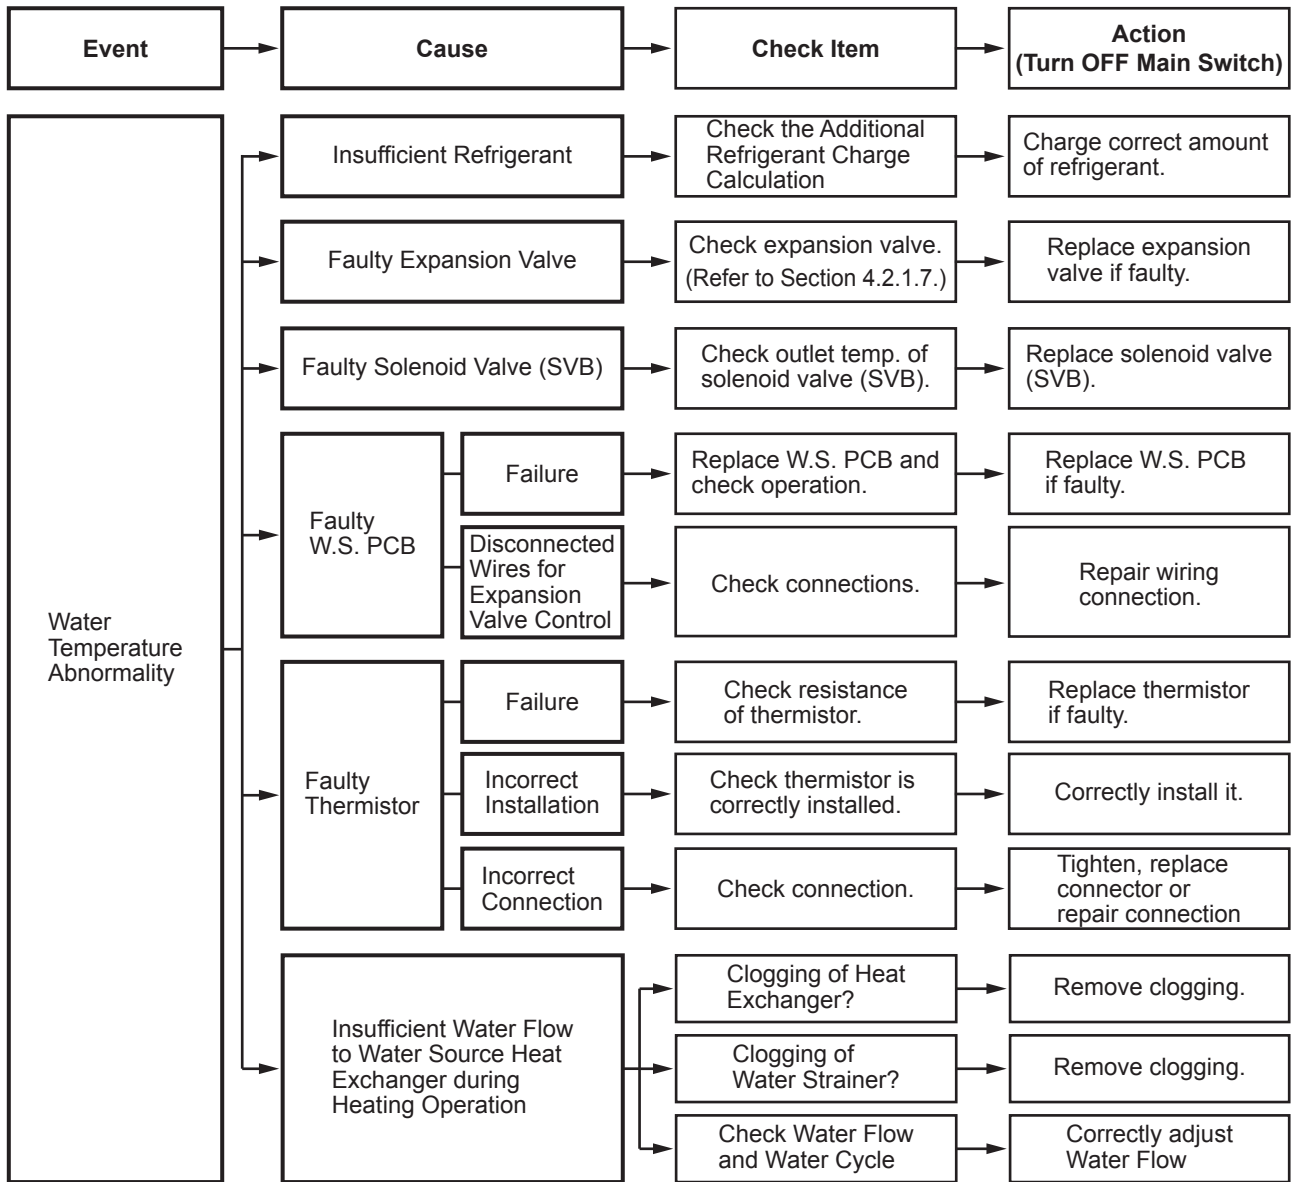 Event
Cause
Check Item
Action
(Turn OFF Main Switch)
Water
Temperature
Abnormality
Insufficient Refrigerant
Check the Additional
Refrigerant Charge
Calculation
Charge correct amount
of refrigerant.
Faulty Expansion Valve
Check expansion valve.
(Refer to Section 4.2.1.7.)
Replace expansion
valve if faulty.
Faulty Solenoid Valve (SVB)
Check outlet temp. of
solenoid valve (SVB).
Replace solenoid valve
(SVB).
Faulty
W.S. PCB
Failure
Replace W.S. PCB and
check operation.
Replace W.S. PCB
if faulty.
Disconnected
Wires for
Expansion
Valve Control
Check connections.
Repair wiring
connection.
Faulty
Thermistor
Failure
Check resistance
of thermistor.
Replace thermistor
if faulty.
Incorrect
Installation
Check thermistor is
correctly installed.
Correctly install it.
Incorrect
Connection
Check connection.
Tighten, replace
connector or
repair connection
Insufficient Water Flow
to Water Source Heat
Exchanger during
Heating Operation
Clogging of Heat
Exchanger?
Remove clogging.
Clogging of
Water Strainer?
Remove clogging.
Check Water Flow
and Water Cycle
Correctly adjust
Water Flow